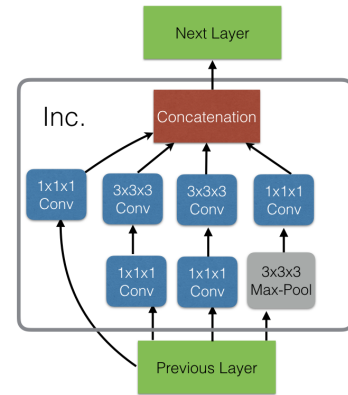 Next Layer
Inc.
Concatenation
1x1x1
Conv
3x3x3
Conv
3x3x3
Conv
1x1x1
Conv
1x1x1
Conv
1x1x1
Conv
3x3x3
Max-Pool
Previous Layer